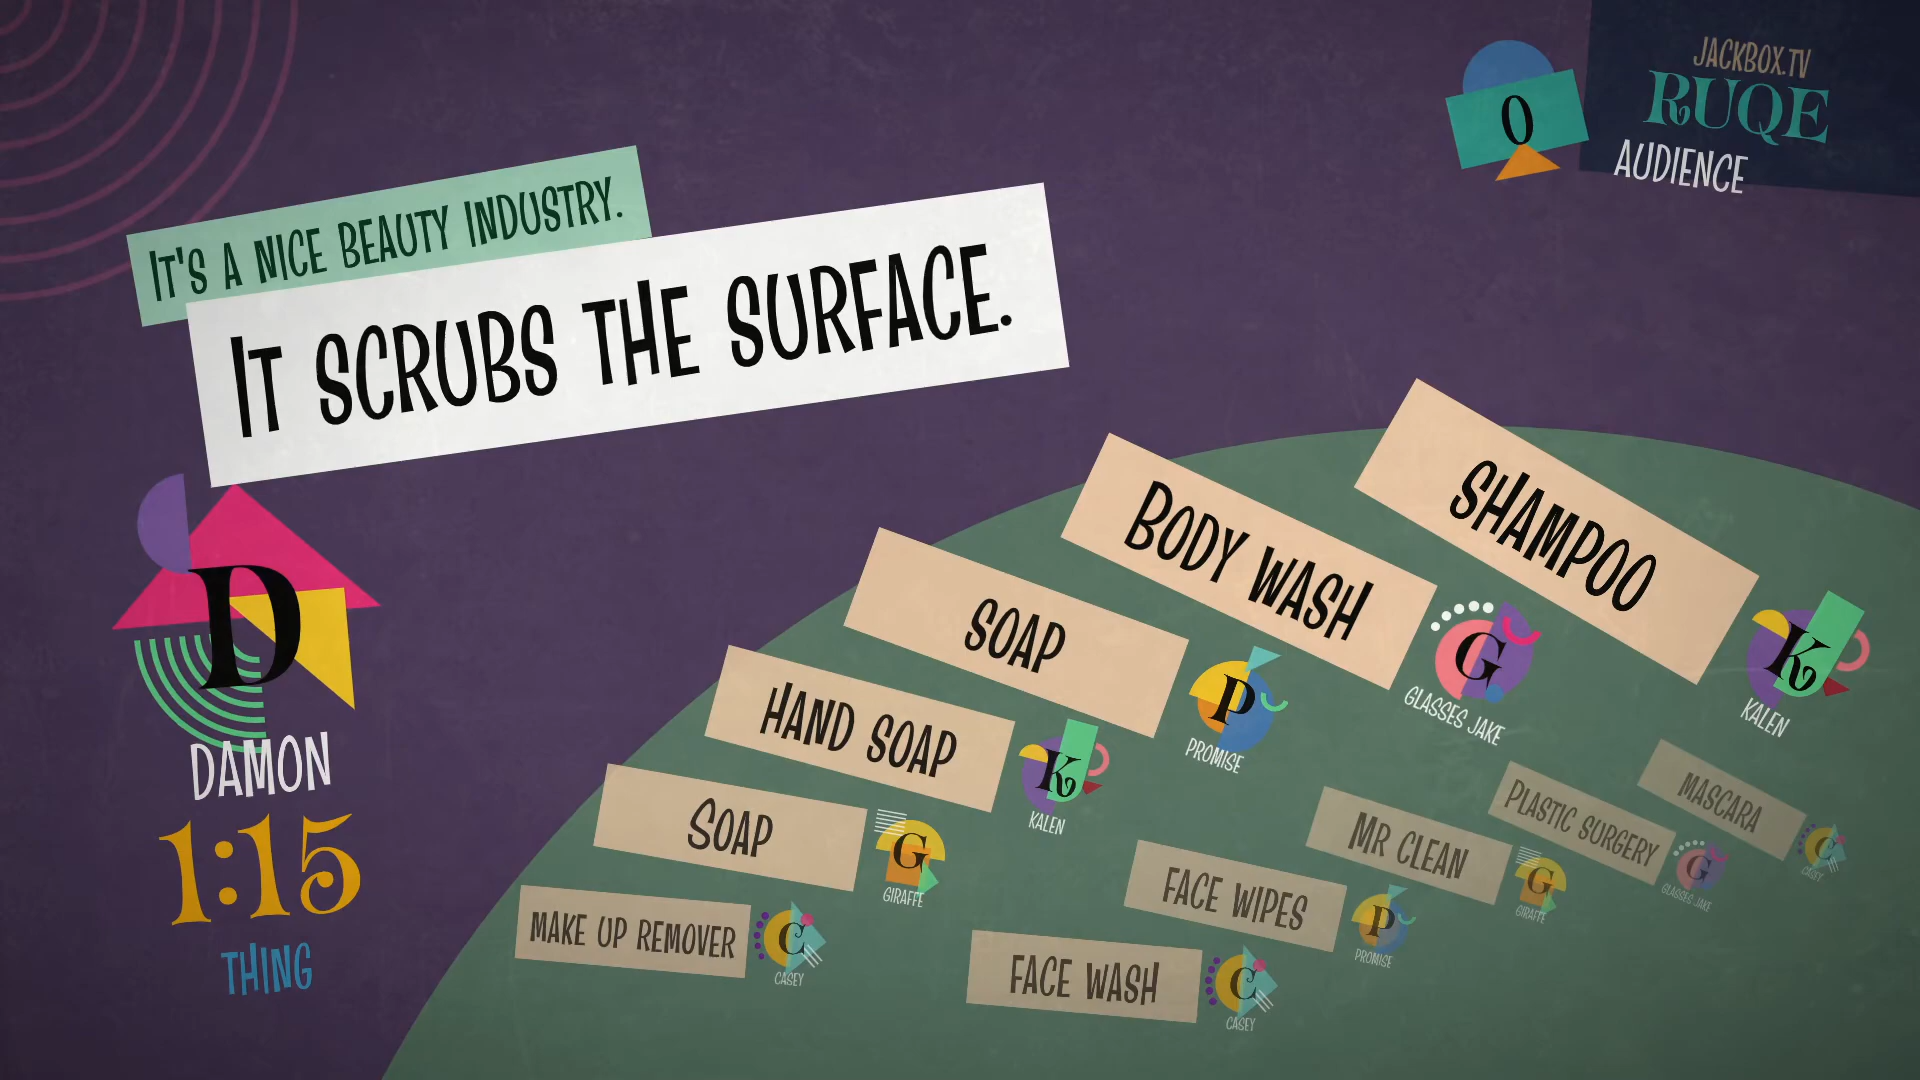 JACKBOX.TV
RUQE
0
AUDIENCE
IT'S A NICE BEAUTY INDUSTRY.
IT SCRUBS THE SURFACE.
D
DAMON
1:15
THING
SHAMPOO
K
KALEN
BODY WASH
G
GLASSES JAKE
SOAP
P
PROMISE
HAND SOAP
K
KALEN
SOAP
G
GIRAFFE
MAKE UP REMOVER
C
CASEY
MASCARA
C
CASEY
PLASTIC SURGERY
G
GLASSES JAKE
MR CLEAN
G
GIRAFFE
FACE WIPES
P
PROMISE
FACE WASH
C
CASEY